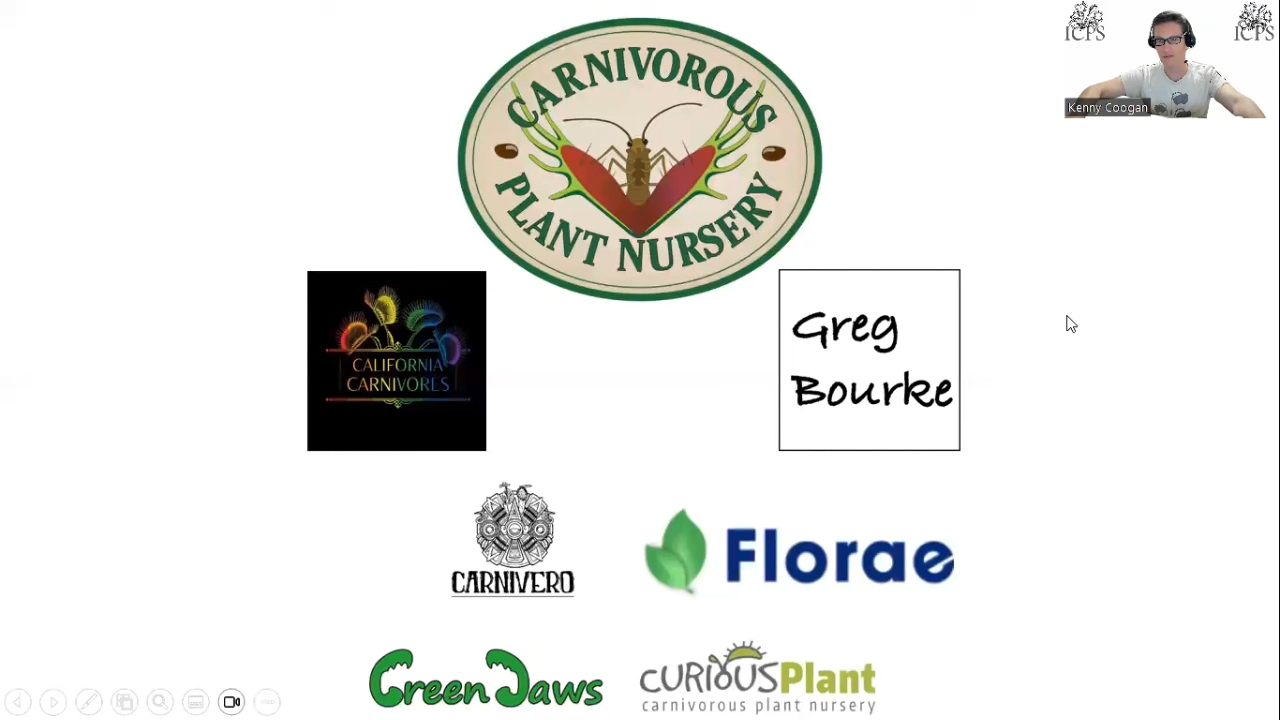 CARNIVOROUS
PLANT NURSERY
ICPS
ICPS
Kenny Coogan
CALIFORNIA
CARNIVORES
Greg
Bourke
CARNIVERO
Florae
Green Jaws
CURIOUSPlant
carnivorous plant nursery